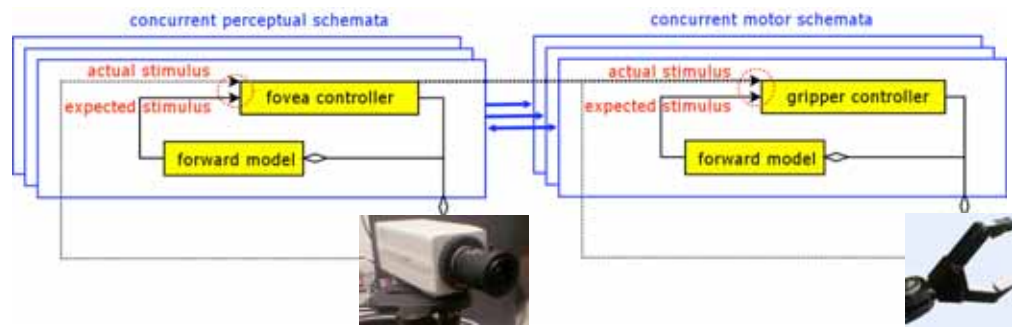 concurrent perceptual schemata
actual stimulus
fovea controller
expected stimulus
forward model
concurrent motor schemata
actual stimulus
gripper controller
expected stimulus
forward model